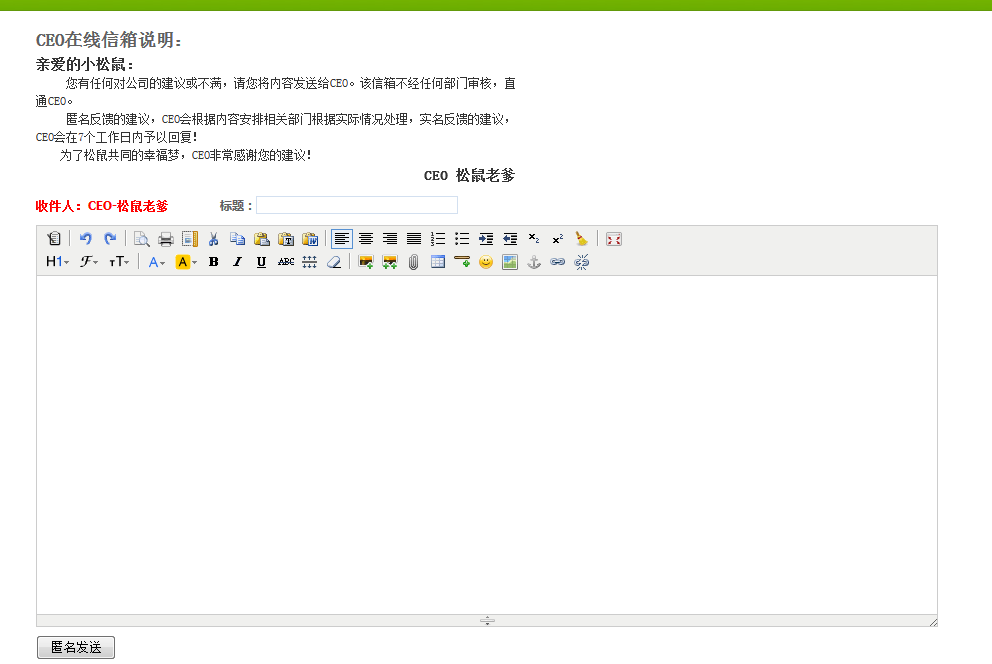 CEO在线信箱说明：
亲爱的小松鼠：
您有任何对公司的建议或不满，请您将内容发送给CEO。该信箱不经任何部门审核，直
通CEO。
匿名反馈的建议，CEO会根据内容安排相关部门根据实际情况处理，实名反馈的建议，
CEO会在7个工作日内予以回复！
为了松鼠共同的幸福梦，CEO非常感谢您的建议！
CEO 松鼠老爹
收件人：CEO-松鼠老爹 标题：
H1 F TT A A B I U ABC
匿名发送